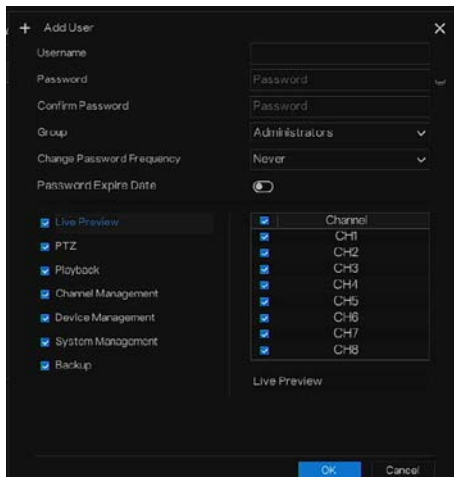 + Add User
Username
Password Password
Confirm Password Password
Group Administrators
Change Password Frequency Never
Password Expire Date
Live Preview
PTZ
Playback
Channel Management
Device Management
System Management
Backup
Channel
CH1
CH2
CH3
CH4
CH5
CH6
CH7
CH8
Live Preview
OK Cancel